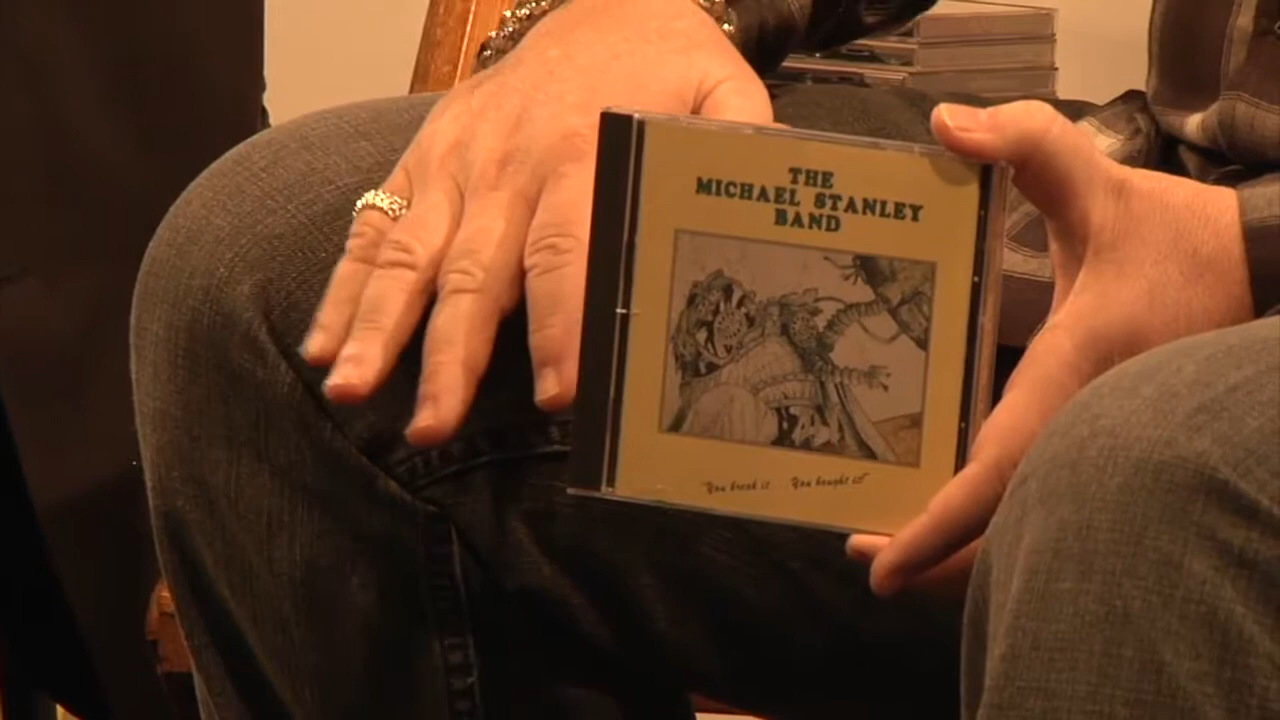 THE
MICHAEL STANLEY
BAND
"You break it . . . You bought it!"